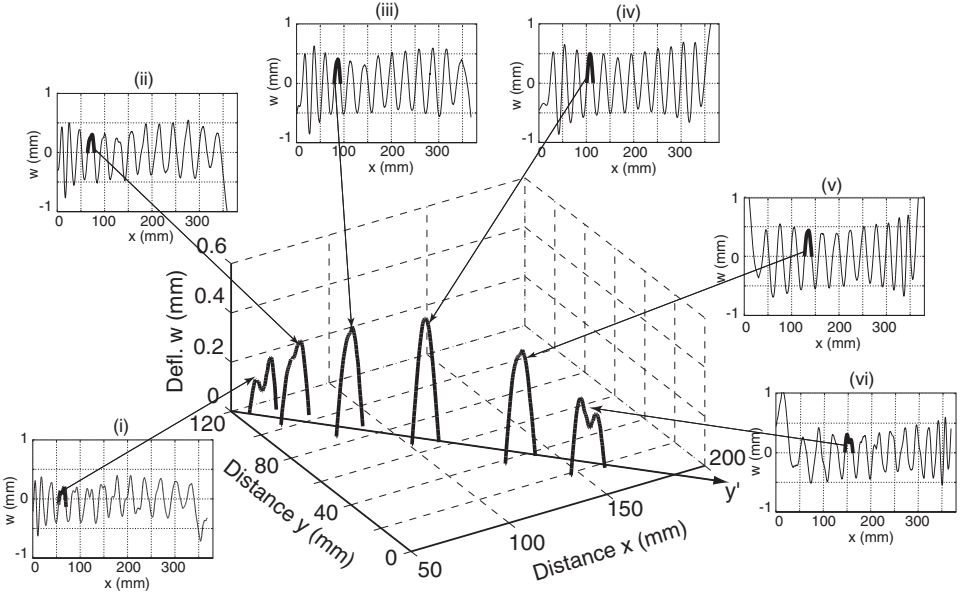 (iii)
1
w (mm)
0
-1
0 100 200 300
x (mm)
(iv)
1
w (mm)
0
-1
0 100 200 300
x (mm)
(ii)
1
w (mm)
0
-1
0 100 200 300
x (mm)
(v)
1
w (mm)
0
-1
0 100 200 300
x (mm)
0.6
0.4
0.2
0
Defl. w (mm)
120
80
40
0
Distance y (mm)
50
100
150
200
Distance x (mm)
y'
(vi)
1
w (mm)
0
-1
0 100 200 300
x (mm)
(i)
1
w (mm)
0
-1
0 100 200 300
x (mm)